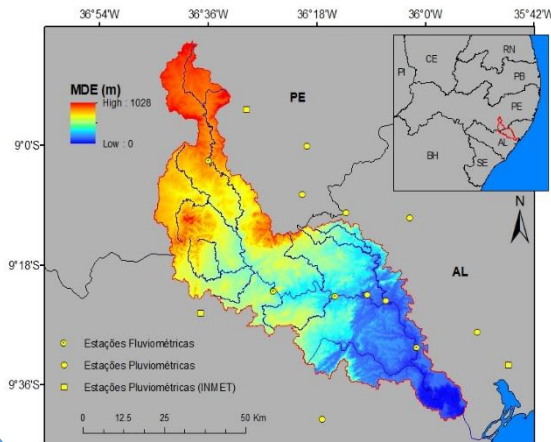 36°54'W 36°36'W 36°18'W 36°0'W 35°42'W
MDE (m)
High : 1028
Low : 0
PE
AL
9°0'S
9°18'S
9°36'S
RN
CE
PI
PB
PE
AL
BH
SE
N
Estações Fluviométricas
Estações Pluviométricas
Estações Pluviométricas (INMET)
0 12.5 25 50 Km